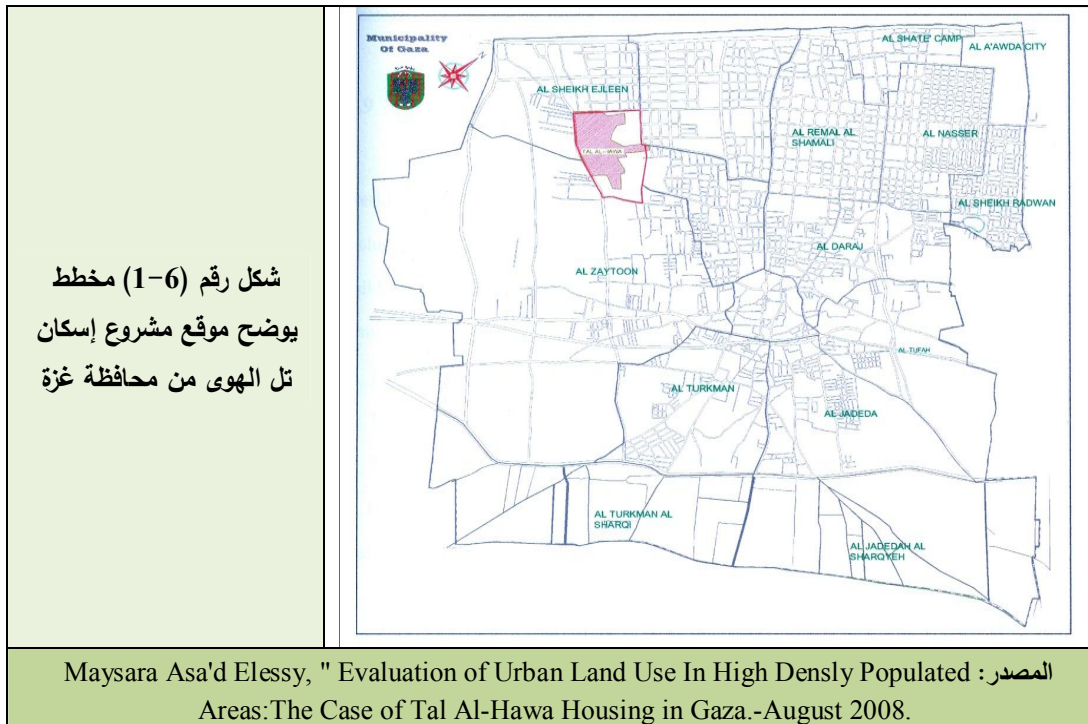 شكل رقم (6-1) مخطط
يوضح موقع مشروع إسكان
تل الهوى من محافظة غزة
Municipality
Of Gaza
N
AL SHATE' CAMP
AL A'AWDA CITY
AL SHEIKH EJLEEN
AL REMAL AL
SHAMALI
AL NASSER
TAL AL-HAWA
AL SHEIKH RADWAN
AL DARAJ
AL ZAYTOON
AL TUFAH
AL TURKMAN
AL JADEDA
AL TURKMAN AL
SHARQI
AL JADEDAH AL
SHARQYEH
المصدر: Maysara Asa'd Elessy, " Evaluation of Urban Land Use In High Densly Populated
Areas:The Case of Tal Al-Hawa Housing in Gaza.-August 2008.